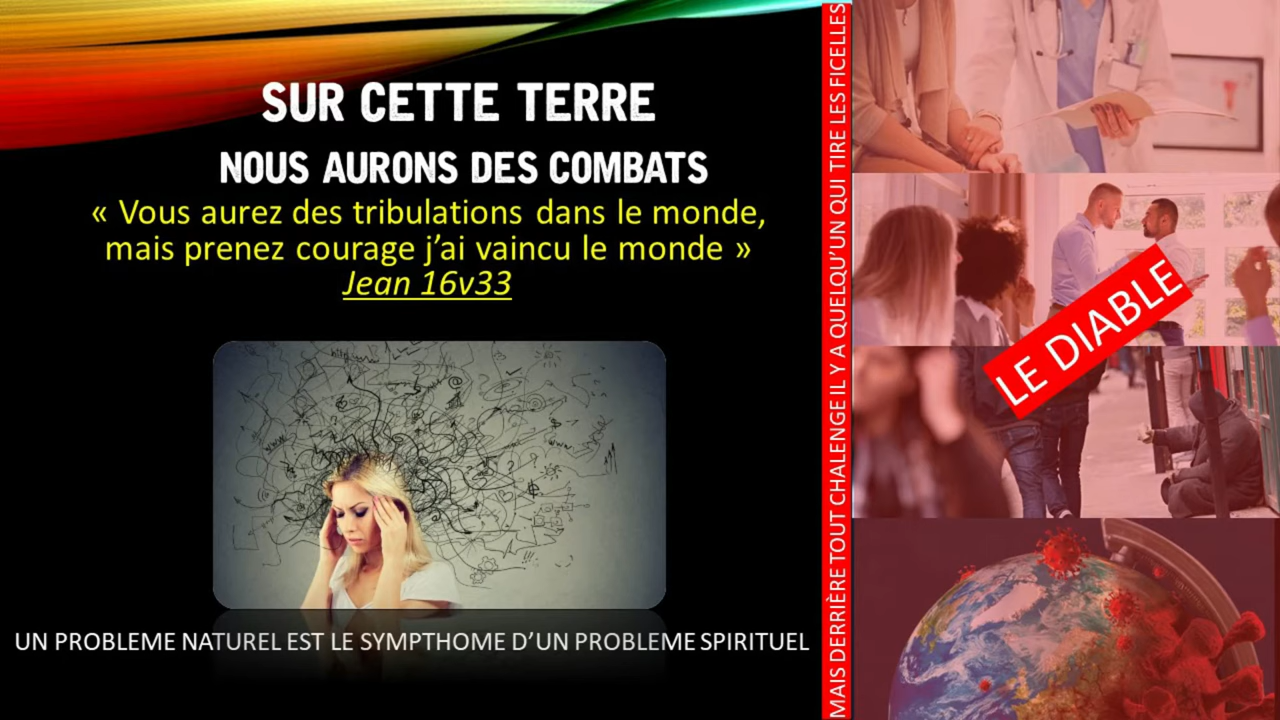 SUR CETTE TERRE
NOUS AURONS DES COMBATS
« Vous aurez des tribulations dans le monde,
mais prenez courage j’ai vaincu le monde »
Jean 16v33
UN PROBLEME NATUREL EST LE SYMPTHOME D’UN PROBLEME SPIRITUEL
MAIS DERRIÈRE TOUT CHALENGE IL Y A QUELQU’UN QUI TIRE LES FICELLES
LE DIABLE